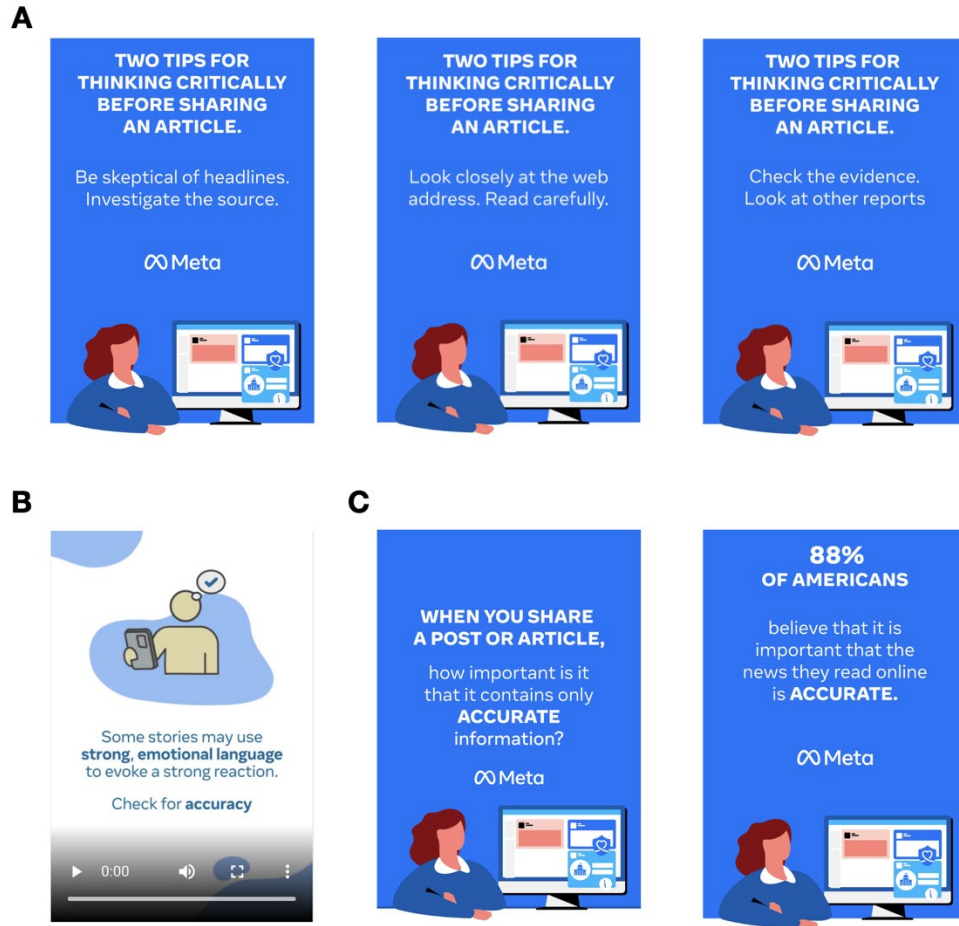 A
TWO TIPS FOR
THINKING CRITICALLY
BEFORE SHARING
AN ARTICLE.
Be skeptical of headlines.
Investigate the source.
Meta
TWO TIPS FOR
THINKING CRITICALLY
BEFORE SHARING
AN ARTICLE.
Look closely at the web
address. Read carefully.
Meta
TWO TIPS FOR
THINKING CRITICALLY
BEFORE SHARING
AN ARTICLE.
Check the evidence.
Look at other reports
Meta
B
Some stories may use
strong, emotional language
to evoke a strong reaction.
Check for accuracy
0:00
C
WHEN YOU SHARE
A POST OR ARTICLE,
how important is it
that it contains only
ACCURATE
information?
Meta
88%
OF AMERICANS
believe that it is
important that the
news they read online
is ACCURATE.
Meta